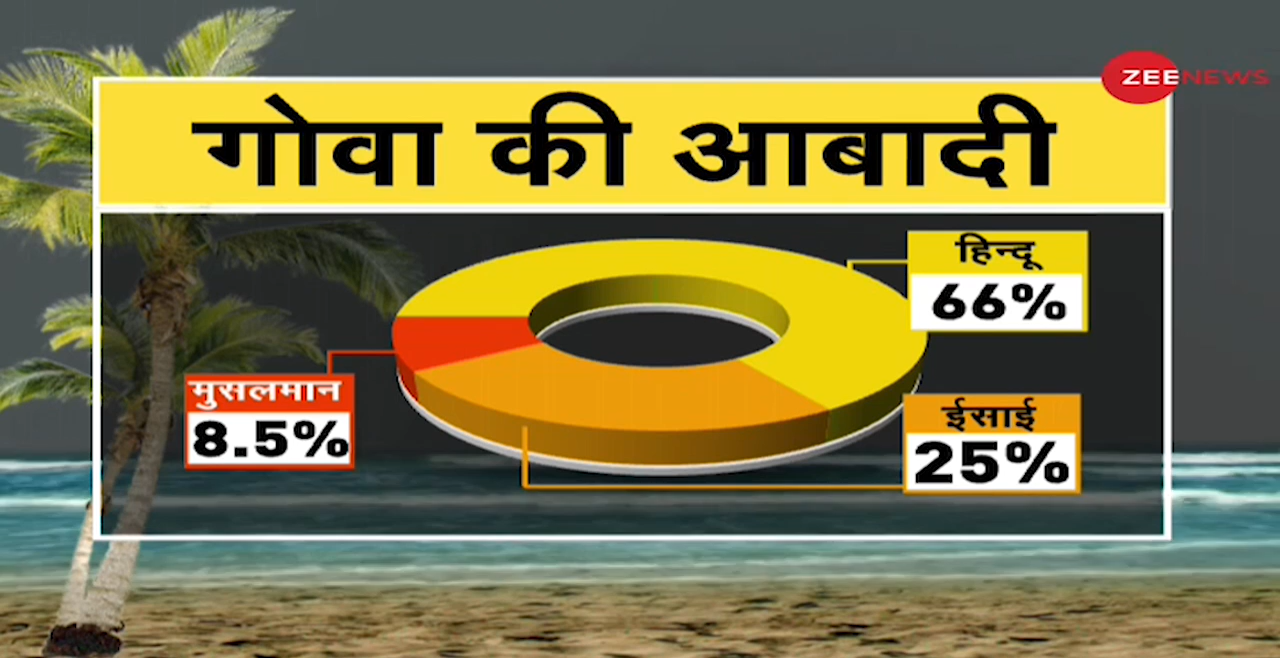 ZEENEWS
गोवा की आबादी
हिन्दू
66%
मुसलमान
8.5%
ईसाई
25%